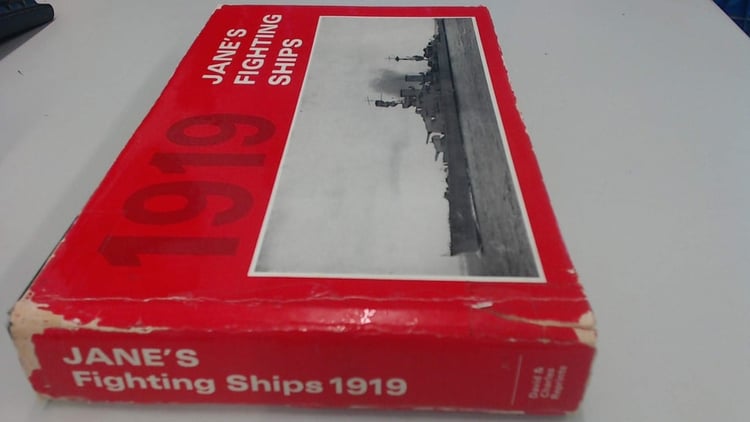 JANE'S
FIGHTING
SHIPS
1919
JANE'S
Fighting Ships 1919
David &
Charles
Reprints